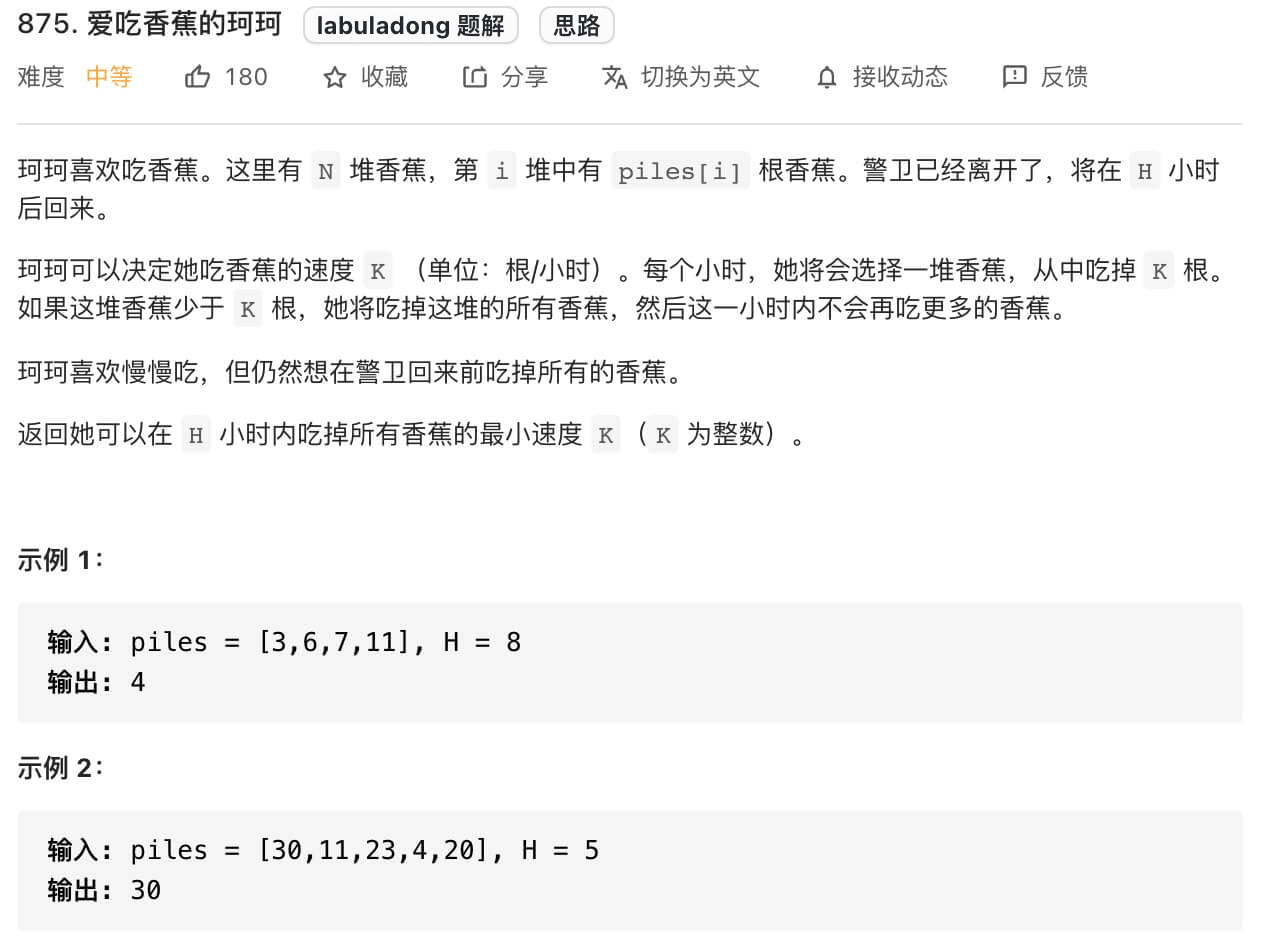 875. 爱吃香蕉的珂珂 labuladong 题解 思路
难度 中等 180 收藏 分享 切换为英文 接收动态 反馈
珂珂喜欢吃香蕉。这里有 N 堆香蕉，第 i 堆中有 piles[i] 根香蕉。警卫已经离开了，将在 H 小时
后回来。
珂珂可以决定她吃香蕉的速度 K （单位：根/小时）。每个小时，她将会选择一堆香蕉，从中吃掉 K 根。
如果这堆香蕉少于 K 根，她将吃掉这堆的所有香蕉，然后这一小时内不会再吃更多的香蕉。
珂珂喜欢慢慢吃，但仍然想在警卫回来前吃掉所有的香蕉。
返回她可以在 H 小时内吃掉所有香蕉的最小速度 K（K 为整数）。
示例 1：
输入: piles = [3,6,7,11], H = 8
输出: 4
示例 2：
输入: piles = [30,11,23,4,20], H = 5
输出: 30